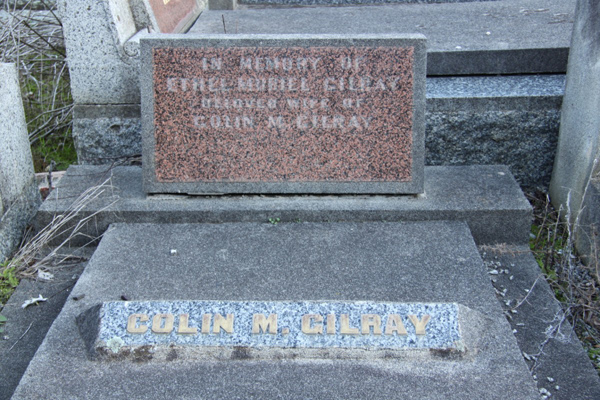 IN MEMORY OF
ETHEL MURIEL GILRAY
BELOVED WIFE OF
COLIN M. GILRAY
COLIN M. GILRAY